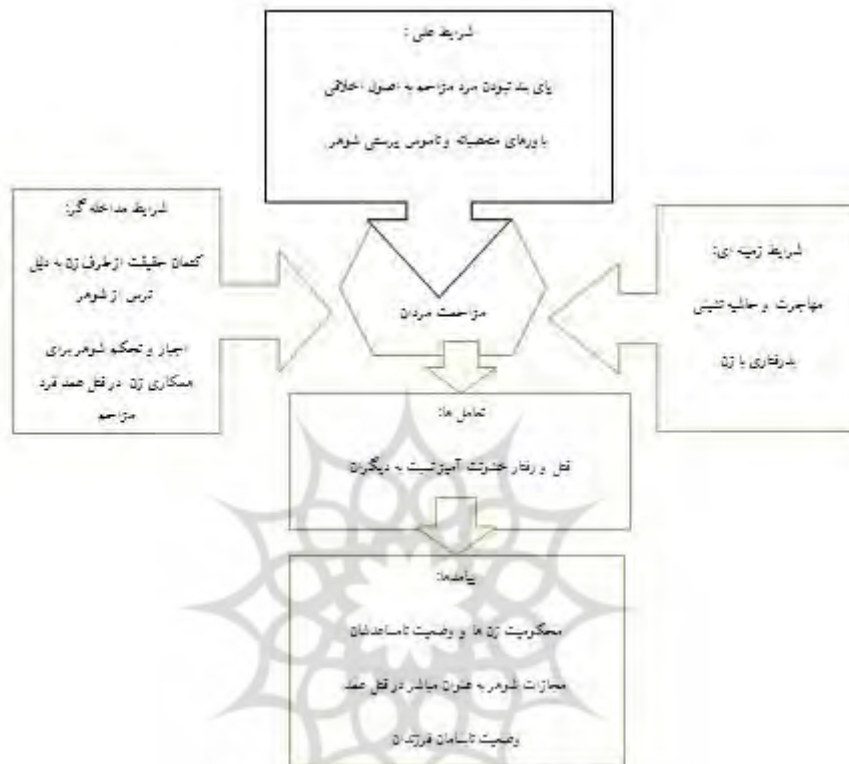 شرایط علی :
پای بند نبودن مرد مزاحم به اصول اخلاقی
باورهای متعصبانه و ناموس پرستی شوهر
شرایط زمینه ای:
مهاجرت و حاشیه نشینی
بدرفتاری با زن
شرایط مداخله گر:
کتمان حقیقت از طرف زن به دلیل
ترس از شوهر
اجبار و تحکم شوهر برای
همکاری زن در قتل عمد فرد
مزاحم
مزاحمت مردان
تعامل ها:
قتل و رفتار خشونت آمیز نسبت به دیگران
پیامدها:
محکومیت زن ها و وضعیت نامساعدشان
مجازات شوهر به عنوان مباشر در قتل عمد
وضعیت نابسامان فرزندان